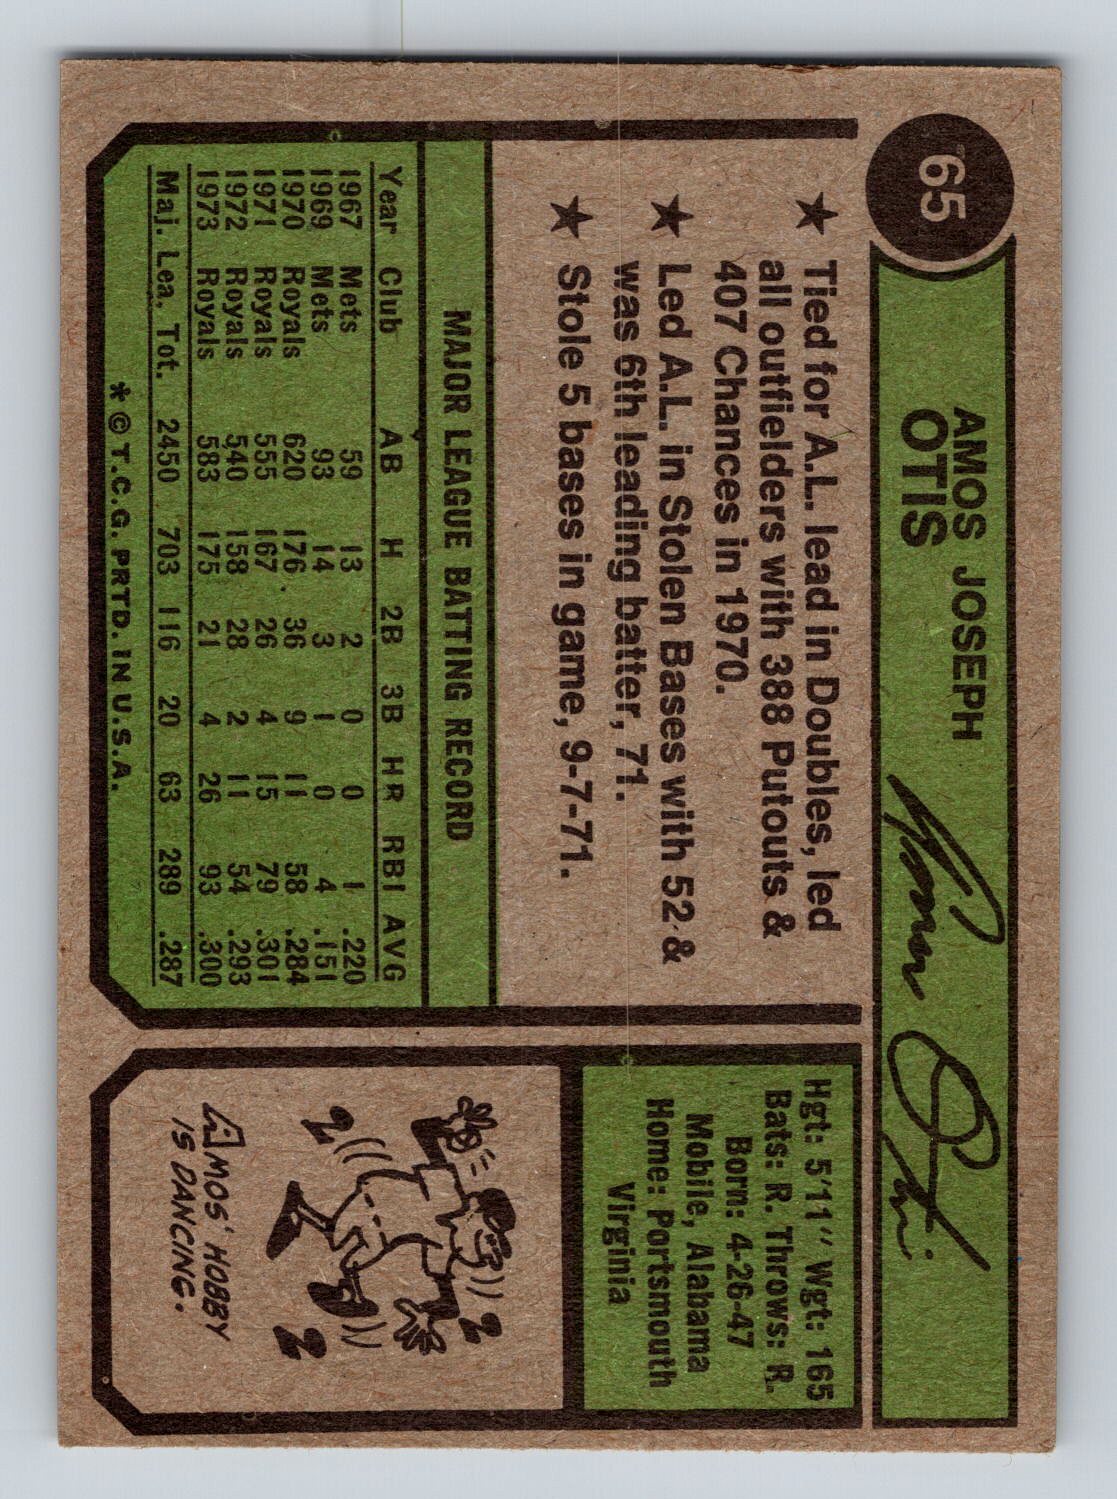 65
AMOS JOSEPH
OTIS
Amos Otis
★ Tied for A.L. lead in Doubles, led
all outfielders with 388 Putouts &
407 Chances in 1970.
★ Led A.L. in Stolen Bases with 52 &
was 6th leading batter, 71.
★ Stole 5 bases in game, 9-7-71.
MAJOR LEAGUE BATTING RECORD
Year Club AB H 2B 3B HR RBI AVG
1967 Mets 59 13 2 0 0 1 .220
1969 Mets 93 14 3 1 0 4 .151
1970 Royals 620 176 36 9 11 58 .284
1971 Royals 555 167 26 4 15 79 .301
1972 Royals 540 158 28 2 11 54 .293
1973 Royals 583 175 21 4 26 93 .300
Maj. Lea. Tot. 2450 703 116 20 63 289 .287
* © T.C.G. PRTD. IN U.S.A.
Hgt: 5'11" Wgt: 165
Bats: R. Throws: R.
Born: 4-26-47
Mobile, Alabama
Home: Portsmouth
Virginia
2
2
2
AMOS' HOBBY
IS DANCING.